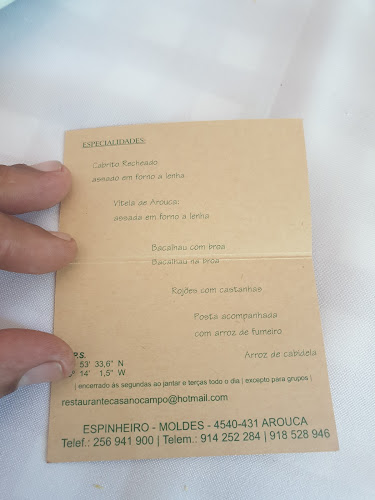 ESPECIALIDADES:
Cabrito Recheado:
assado em forno a lenha
Vitela de Arouca:
assada em forno a lenha
Bacalhau com broa
Bacalhau na broa
Rojões com castanhas
Posta acompanhada
com arroz de fumeiro
Arroz de cabidela
P.S.
53' 33,6" N
14' 1,5" W
( encerrado às segundas ao jantar e terças todo o dia | excepto para grupos )
restaurantecasanocampo@hotmail.com
ESPINHEIRO - MOLDES - 4540-431 AROUCA
Telef.: 256 941 900 | Telem.: 914 252 284 | 918 528 946